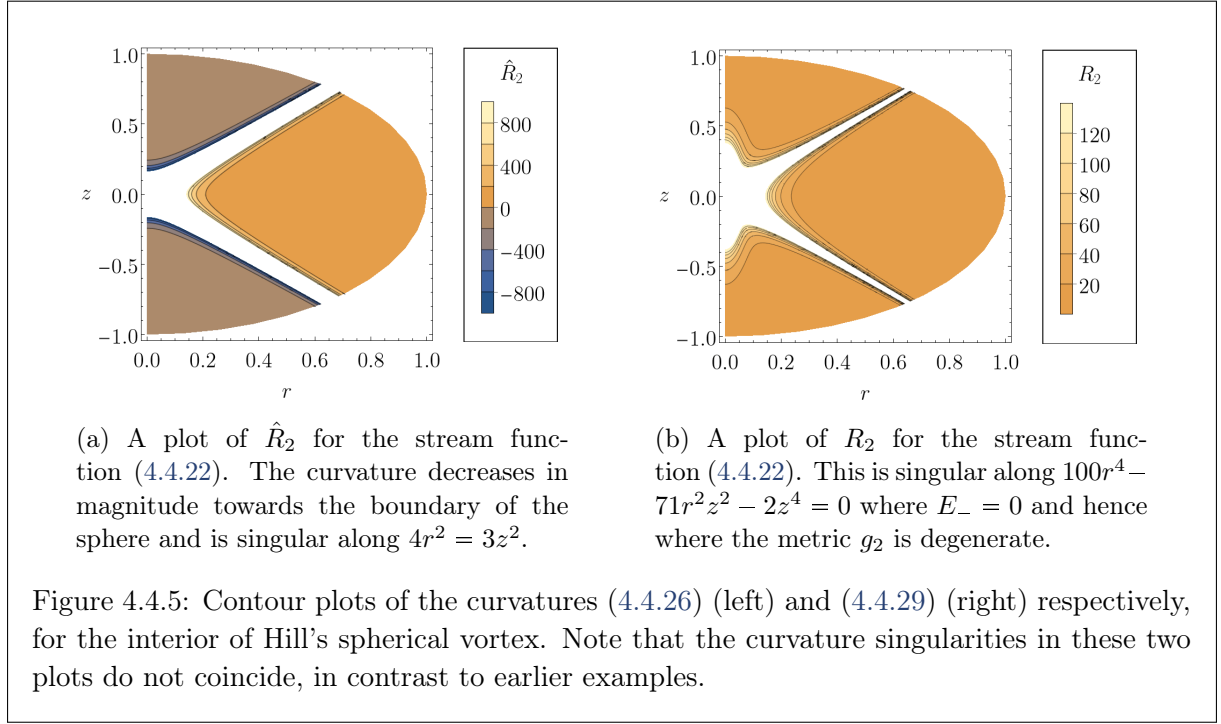 1.0
0.5
0.0
−0.5
−1.0
z
0.0 0.2 0.4 0.6 0.8 1.0
r
R̂₂
800
400
0
−400
−800
1.0
0.5
0.0
−0.5
−1.0
z
0.0 0.2 0.4 0.6 0.8 1.0
r
R₂
120
100
80
60
40
20
(a) A plot of R̂₂ for the stream func-
tion (4.4.22). The curvature decreases in
magnitude towards the boundary of the
sphere and is singular along 4r² = 3z².
(b) A plot of R₂ for the stream func-
tion (4.4.22). This is singular along 100r⁴−
71r²z² − 2z⁴ = 0 where E₋ = 0 and hence
where the metric g₂ is degenerate.
Figure 4.4.5: Contour plots of the curvatures (4.4.26) (left) and (4.4.29) (right) respectively,
for the interior of Hill's spherical vortex. Note that the curvature singularities in these two
plots do not coincide, in contrast to earlier examples.